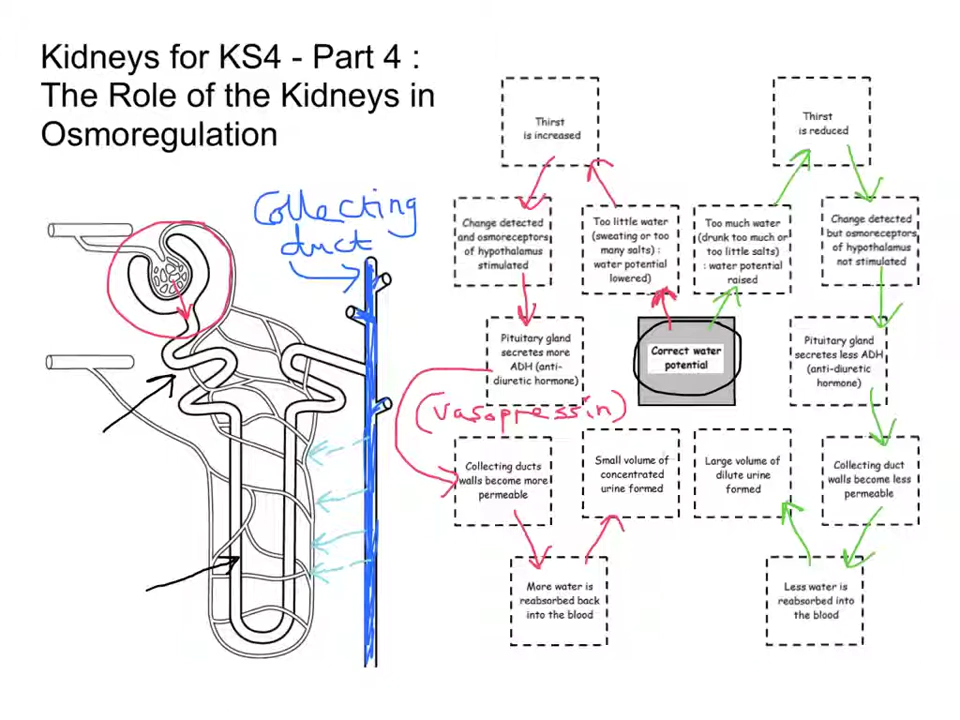 Kidneys for KS4 - Part 4 :
The Role of the Kidneys in
Osmoregulation
Collecting
duct
Thirst
is increased
Thirst
is reduced
Change detected
and osmoreceptors
of hypothalamus
stimulated
Too little water
(sweating or too
many salts) :
water potential
lowered)
Too much water
(drunk too much or
too little salts)
: water potential
raised
Change detected
but osmoreceptors
of hypothalamus
not stimulated
Pituitary gland
secretes more
ADH (anti-
diuretic hormone)
Correct water
potential
Pituitary gland
secretes less ADH
(anti-diuretic
hormone)
(vasopressin)
Collecting ducts
walls become more
permeable
Small volume of
concentrated
urine formed
Large volume of
dilute urine
formed
Collecting duct
walls become less
permeable
More water is
reabsorbed back
into the blood
Less water is
reabsorbed into
the blood